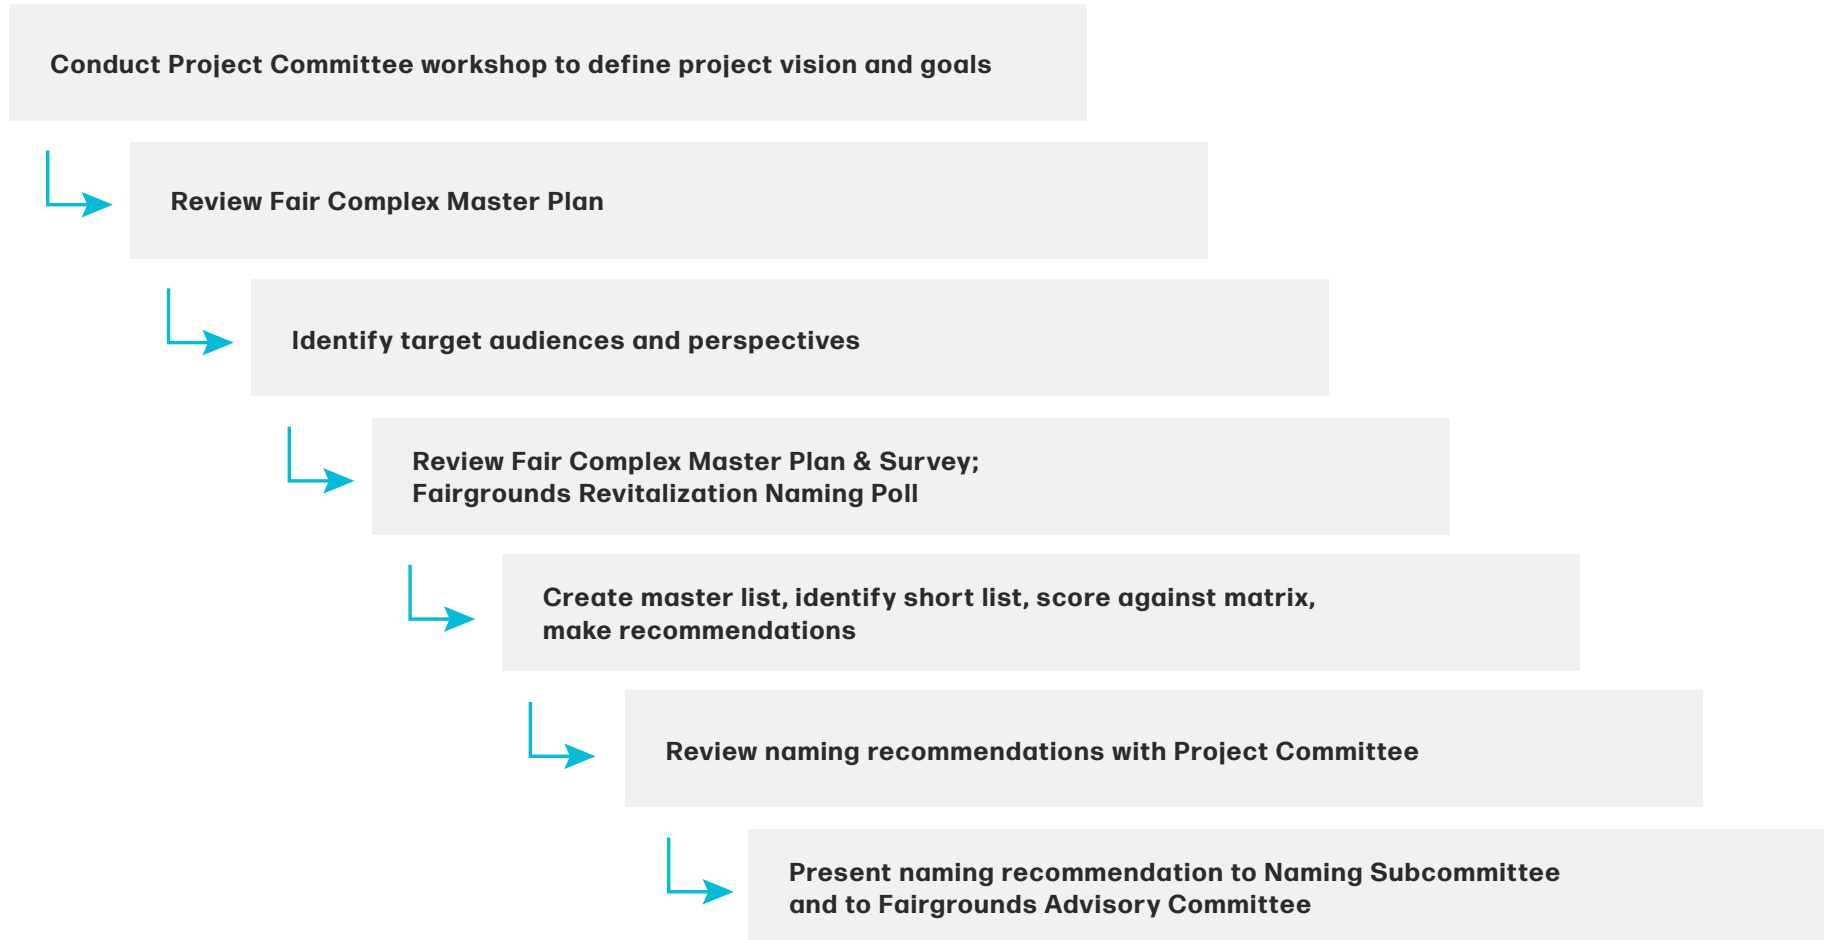 Conduct Project Committee workshop to define project vision and goals
Review Fair Complex Master Plan
Identify target audiences and perspectives
Review Fair Complex Master Plan & Survey;
Fairgrounds Revitalization Naming Poll
Create master list, identify short list, score against matrix,
make recommendations
Review naming recommendations with Project Committee
Present naming recommendation to Naming Subcommittee
and to Fairgrounds Advisory Committee